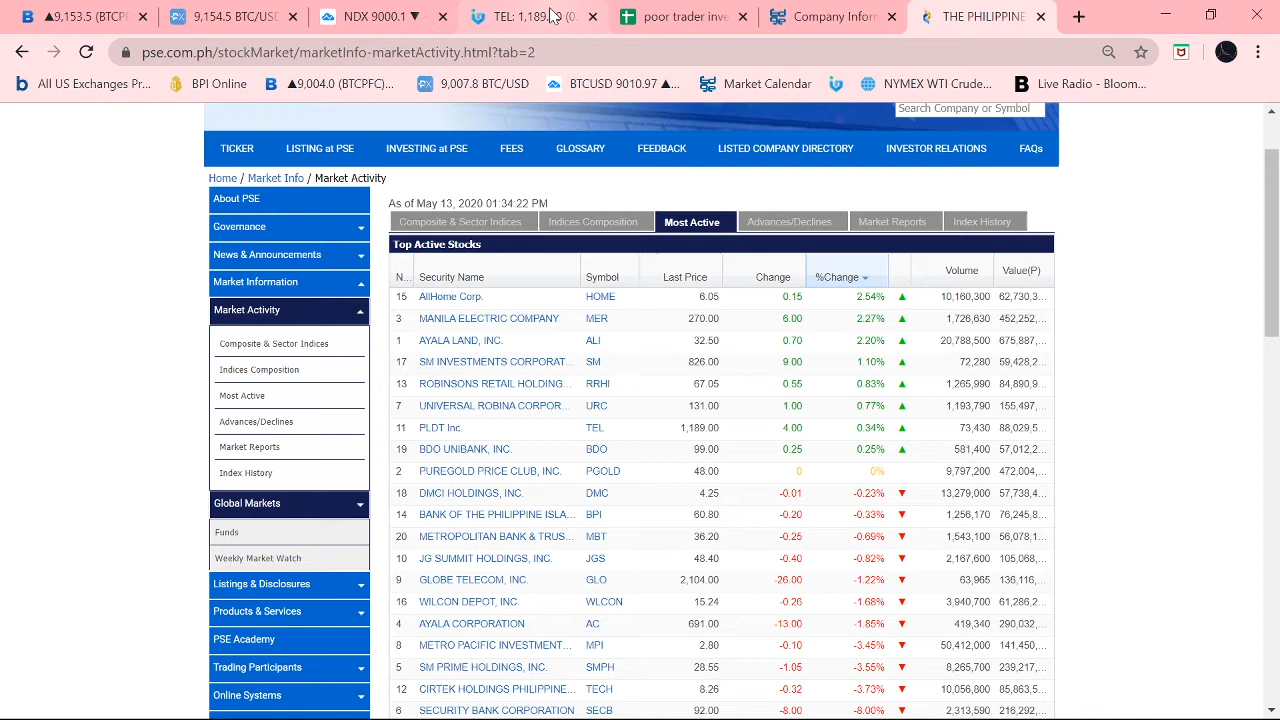 ▲9,153.5 (BTCPF(
9,154.5 BTC/USD
NDX 9000.1 ▼
TEL: 1,189. (0.
poor trader inve
Company Inform
THE PHILIPPINE
pse.com.ph/stockMarket/marketInfo-marketActivity.html?tab=2
All US Exchanges Pr...
BPI Online
▲9,004.0 (BTCPFC)...
9,007.8 BTC/USD
BTCUSD 9010.97 ▲...
Market Calendar
NYMEX WTI Crude...
Live Radio - Bloom...
Search Company or Symbol
TICKER LISTING at PSE INVESTING at PSE FEES GLOSSARY FEEDBACK LISTED COMPANY DIRECTORY INVESTOR RELATIONS FAQs
Home / Market Info / Market Activity
About PSE
Governance
News & Announcements
Market Information
Market Activity
Composite & Sector Indices
Indices Composition
Most Active
Advances/Declines
Market Reports
Index History
Global Markets
Funds
Weekly Market Watch
Listings & Disclosures
Products & Services
PSE Academy
Trading Participants
Online Systems
As of May 13, 2020 01:34:22 PM
Composite & Sector Indices Indices Composition Most Active Advances/Declines Market Reports Index History
Top Active Stocks
N... Security Name Symbol Last Price Change %Change Volume Value(P)
15 AllHome Corp. HOME 6.05 0.15 2.54% ▲ 10,160,300 62,730,3...
3 MANILA ELECTRIC COMPANY MER 270.00 6.00 2.27% ▲ 1,726,630 452,252,...
1 AYALA LAND, INC. ALI 32.50 0.70 2.20% ▲ 20,788,500 675,887,...
17 SM INVESTMENTS CORPORAT... SM 826.00 9.00 1.10% ▲ 72,280 59,428,2...
13 ROBINSONS RETAIL HOLDING... RRHI 67.05 0.55 0.83% ▲ 1,265,990 84,890,9...
7 UNIVERSAL ROBINA CORPOR... URC 131.00 1.00 0.77% ▲ 1,193,790 155,497,...
11 PLDT Inc. TEL 1,189.00 4.00 0.34% ▲ 73,430 88,029,5...
19 BDO UNIBANK, INC. BDO 99.00 0.25 0.25% ▲ 581,400 57,012,2...
2 PUREGOLD PRICE CLUB, INC. PGOLD 48.00 0 0% 9,797,200 472,004,...
18 DMCI HOLDINGS, INC. DMC 4.25 -0.01 -0.23% ▼ 13,279,000 57,738,4...
14 BANK OF THE PHILIPPINE ISLA... BPI 60.80 -0.20 -0.33% ▼ 1,256,170 76,245,8...
20 METROPOLITAN BANK & TRUS... MBT 36.20 -0.25 -0.69% ▼ 1,543,100 56,078,1...
10 JG SUMMIT HOLDINGS, INC. JGS 48.40 -0.40 -0.82% ▼ 2,167,600 105,068,...
9 GLOBE TELECOM, INC. GLO 2,104.00 -26.00 -1.22% ▼ 63,965 136,116,...
16 WILCON DEPOT, INC. WLCON 15.24 -0.26 -1.68% ▼ 3,940,700 61,286,2...
4 AYALA CORPORATION AC 691.00 -13.00 -1.85% ▼ 419,340 290,032,...
8 METRO PACIFIC INVESTMENT... MPI 2.80 -0.10 -3.45% ▼ 50,412,000 141,450,...
5 SM PRIME HOLDINGS, INC. SMPH 28.55 -1.05 -3.55% ▼ 8,265,700 239,217,...
12 CIRTEK HOLDINGS PHILIPPINE... TECH 8.26 -0.32 -3.73% ▼ 10,056,800 85,883,5...
6 SECURITY BANK CORPORATION SECB 92.00 -8.00 -8.00% ▼ 2,313,590 216,292,...